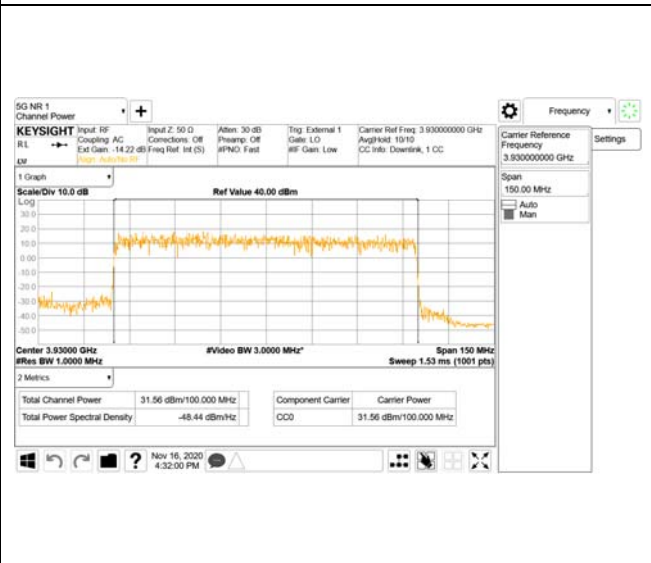 5G NR 1
Channel Power
Frequency
KEYSIGHT
Input: RF
Input Z: 50 Ω
Atten: 30 dB
Trig: External 1
Carrier Ref Freq: 3.930000000 GHz
RL
Coupling: AC
Corrections: Off
Preamp: Off
Gate: LO
Avg|Hold: 10/10
Ext Gain: -14.22 dB
Freq Ref: Int (S)
#PNO: Fast
#IF Gain: Low
CC Info: Downlink, 1 CC
Align: Auto/No RF
Carrier Reference
Frequency
3.930000000 GHz
Settings
Span
150.00 MHz
Auto
Man
1 Graph
Scale/Div 10.0 dB
Ref Value 40.00 dBm
Log
30.0
20.0
10.0
0.00
-10.0
-20.0
-30.0
-40.0
-50.0
Center 3.93000 GHz
#Video BW 3.0000 MHz*
Span 150 MHz
#Res BW 1.0000 MHz
Sweep 1.53 ms (1001 pts)
2 Metrics
Total Channel Power
31.56 dBm/100.000 MHz
Total Power Spectral Density
-48.44 dBm/Hz
Component Carrier
Carrier Power
CC0
31.56 dBm/100.000 MHz
?
Nov 16, 2020
4:32:00 PM